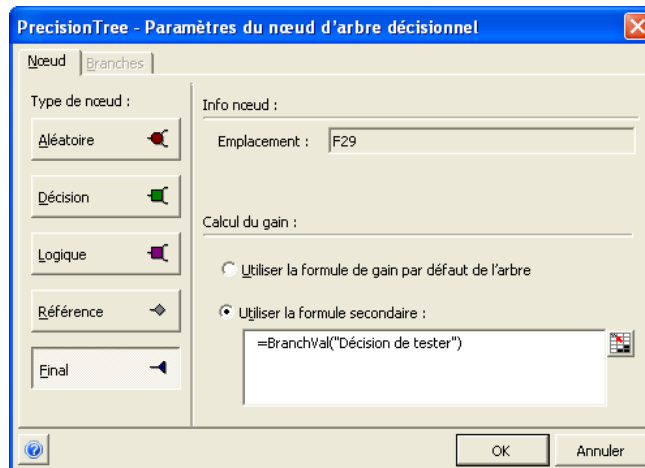 PrecisionTree - Paramètres du nœud d'arbre décisionnel
Nœud
Branches
Type de nœud :
Aléatoire
Décision
Logique
Référence
Final
Info nœud :
Emplacement :
F29
Calcul du gain :
Utiliser la formule de gain par défaut de l'arbre
Utiliser la formule secondaire :
=BranchVal("Décision de tester")
OK
Annuler